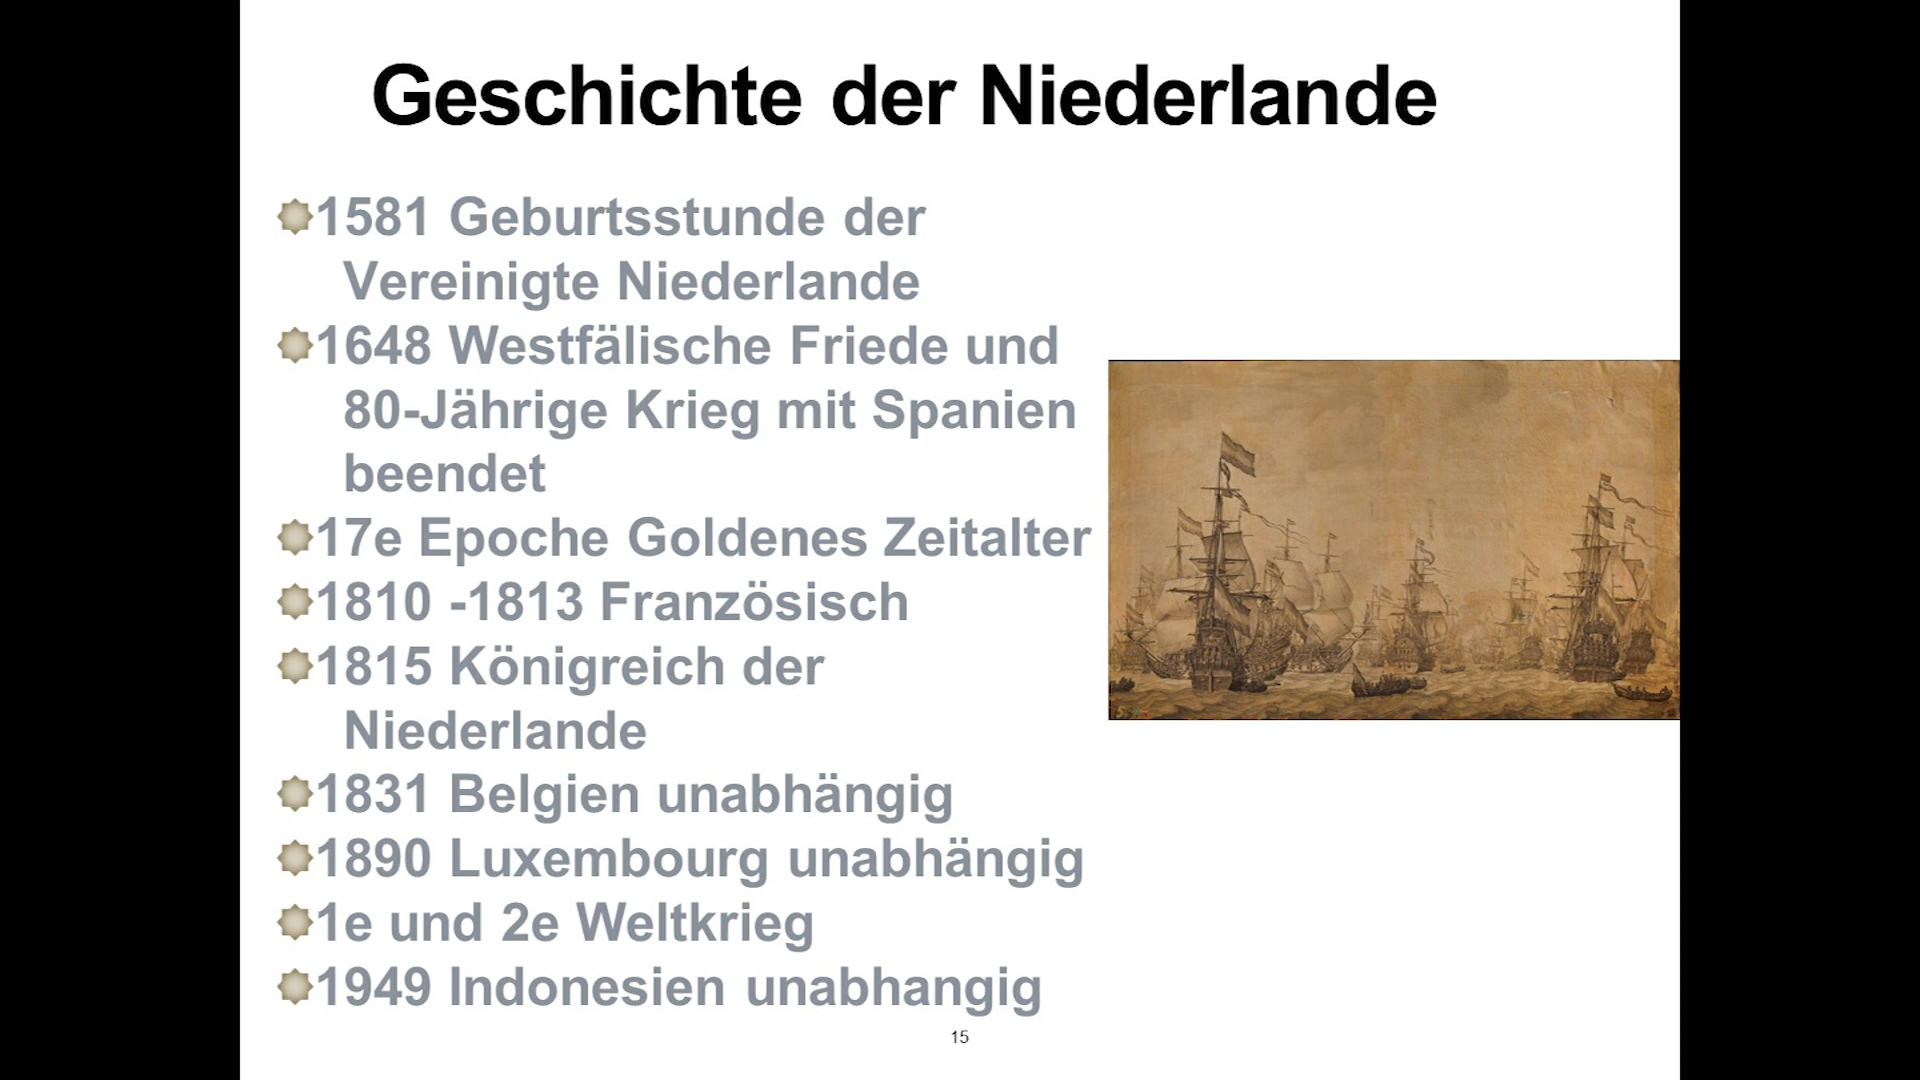 Geschichte der Niederlande
1581 Geburtsstunde der
Vereinigte Niederlande
1648 Westfälische Friede und
80-Jährige Krieg mit Spanien
beendet
17e Epoche Goldenes Zeitalter
1810 -1813 Französisch
1815 Königreich der
Niederlande
1831 Belgien unabhängig
1890 Luxembourg unabhängig
1e und 2e Weltkrieg
1949 Indonesien unabhangig
15